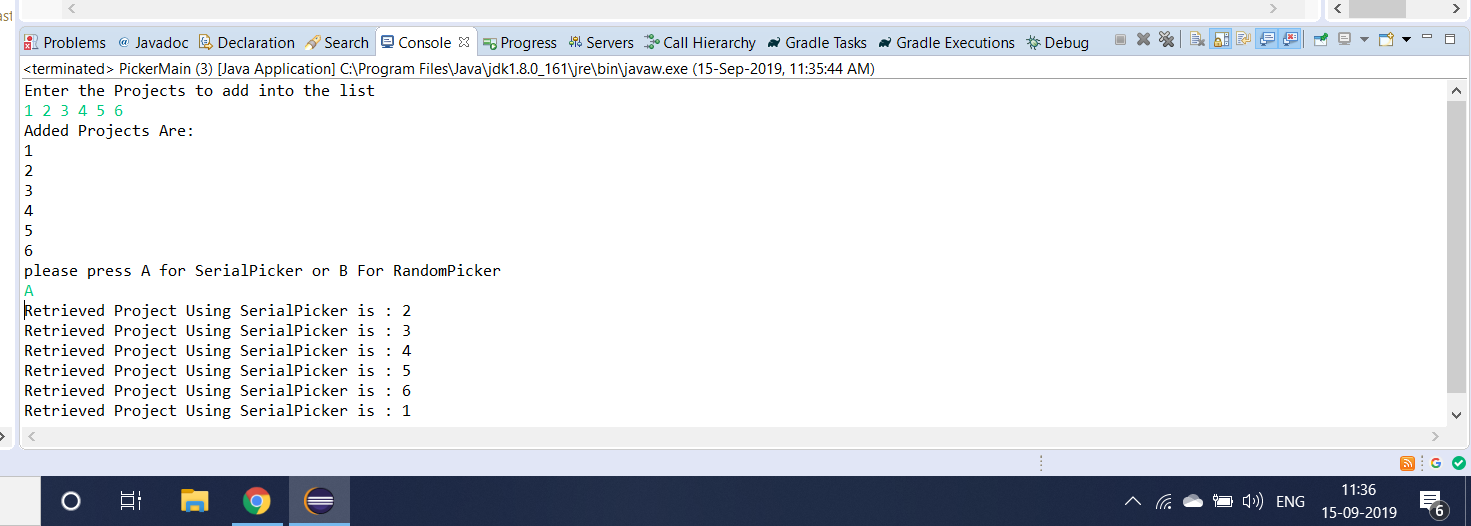 Problems @ Javadoc Declaration Search Console Progress Servers Call Hierarchy Gradle Tasks Gradle Executions Debug
<terminated> PickerMain (3) [Java Application] C:\Program Files\Java\jdk1.8.0_161\jre\bin\javaw.exe (15-Sep-2019, 11:35:44 AM)
Enter the Projects to add into the list
1 2 3 4 5 6
Added Projects Are:
1
2
3
4
5
6
please press A for SerialPicker or B For RandomPicker
A
Retrieved Project Using SerialPicker is : 2
Retrieved Project Using SerialPicker is : 3
Retrieved Project Using SerialPicker is : 4
Retrieved Project Using SerialPicker is : 5
Retrieved Project Using SerialPicker is : 6
Retrieved Project Using SerialPicker is : 1
ENG
11:36
15-09-2019
6